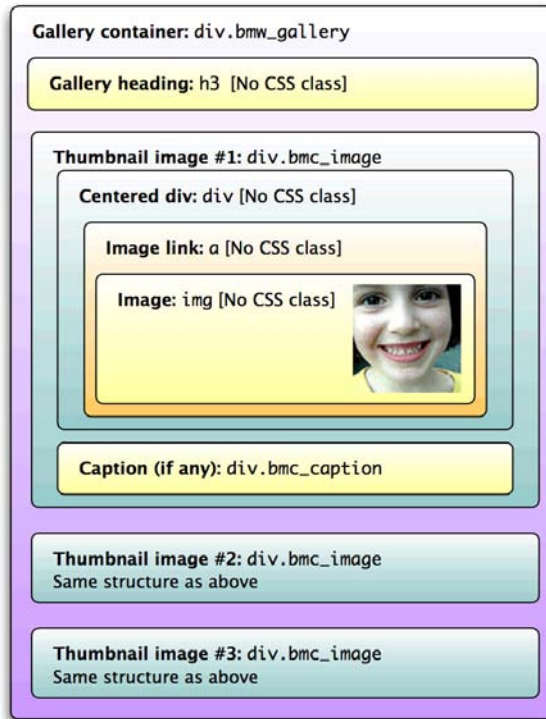 Gallery container: div.bmw_gallery
Gallery heading: h3 [No CSS class]
Thumbnail image #1: div.bmc_image
Centered div: div [No CSS class]
Image link: a [No CSS class]
Image: img [No CSS class]
Caption (if any): div.bmc_caption
Thumbnail image #2: div.bmc_image
Same structure as above
Thumbnail image #3: div.bmc_image
Same structure as above